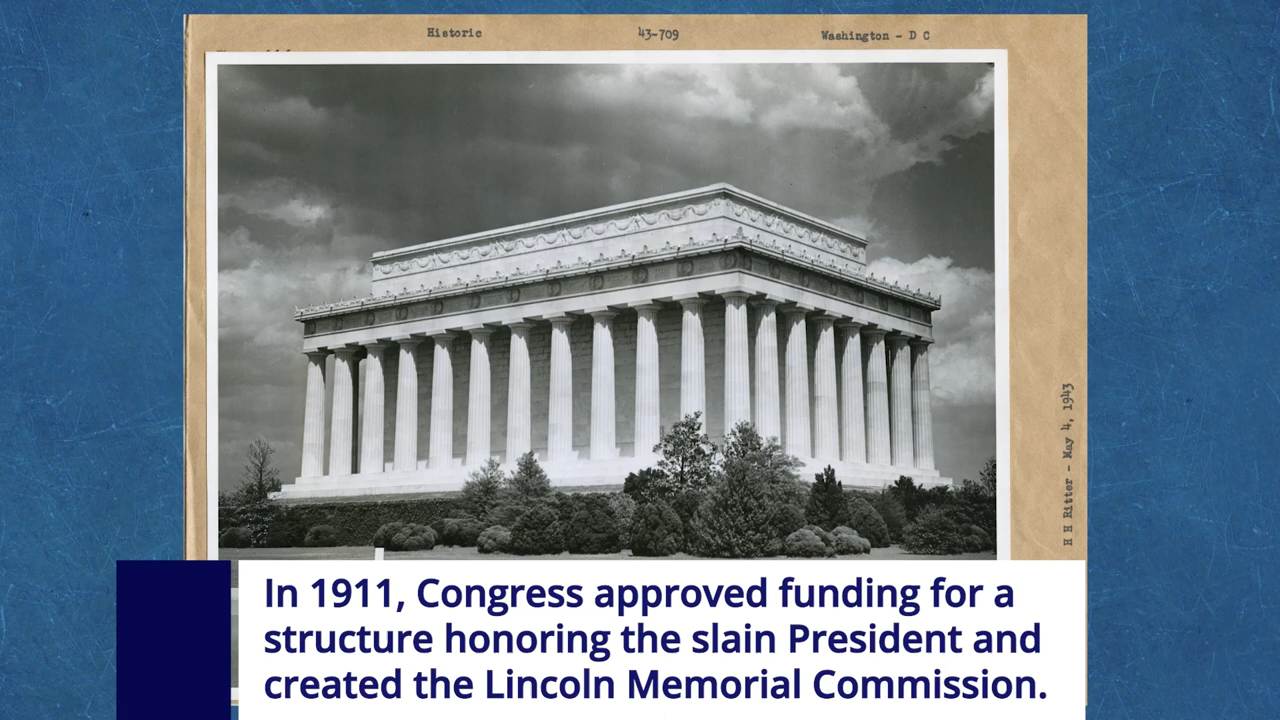 Historic 43-709 Washington - D C
H H Ritter - May 4, 1943
In 1911, Congress approved funding for a
structure honoring the slain President and
created the Lincoln Memorial Commission.